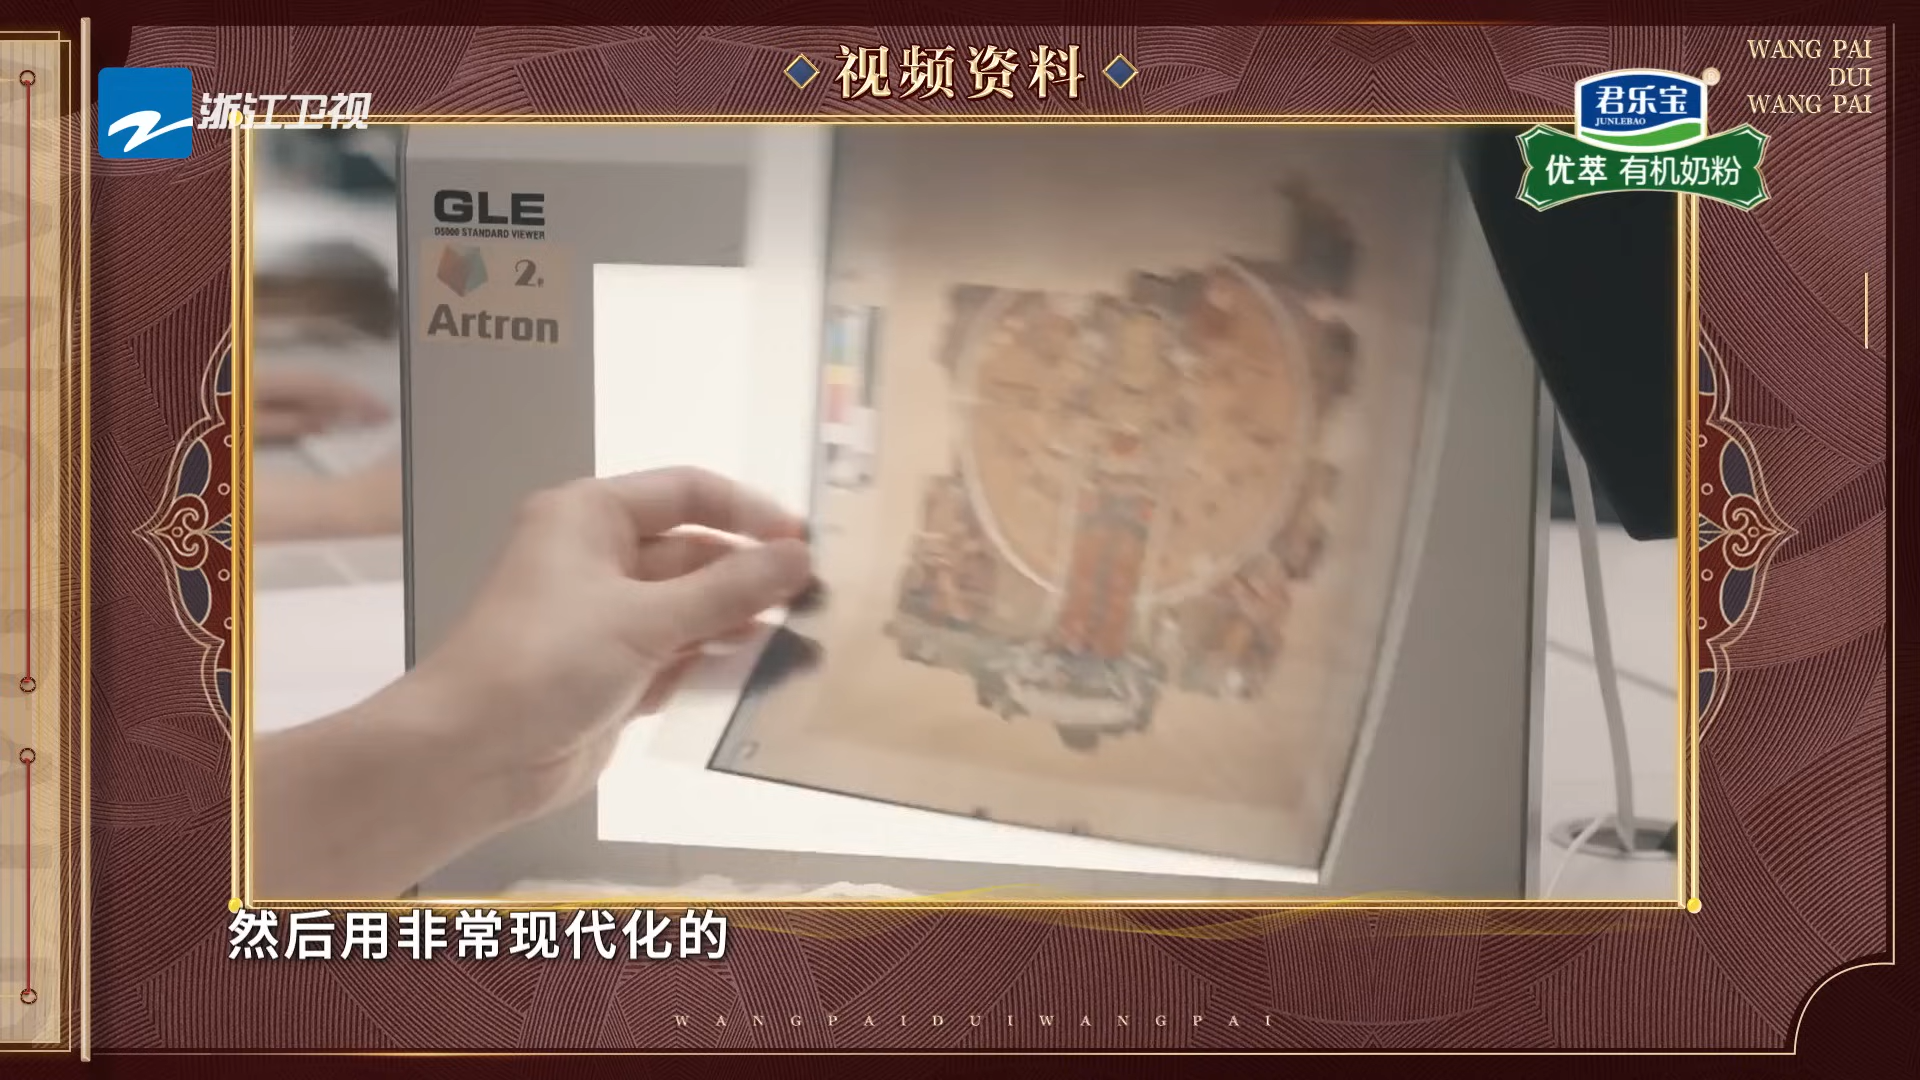 视频资料
WANG PAI
DUI
WANG PAI
浙江卫视
君乐宝
JUNLEBAO
优萃 有机奶粉
GLE
D5000 STANDARD VIEWER
2#
Artron
然后用非常现代化的
WANGPAIDUIWANGPAI